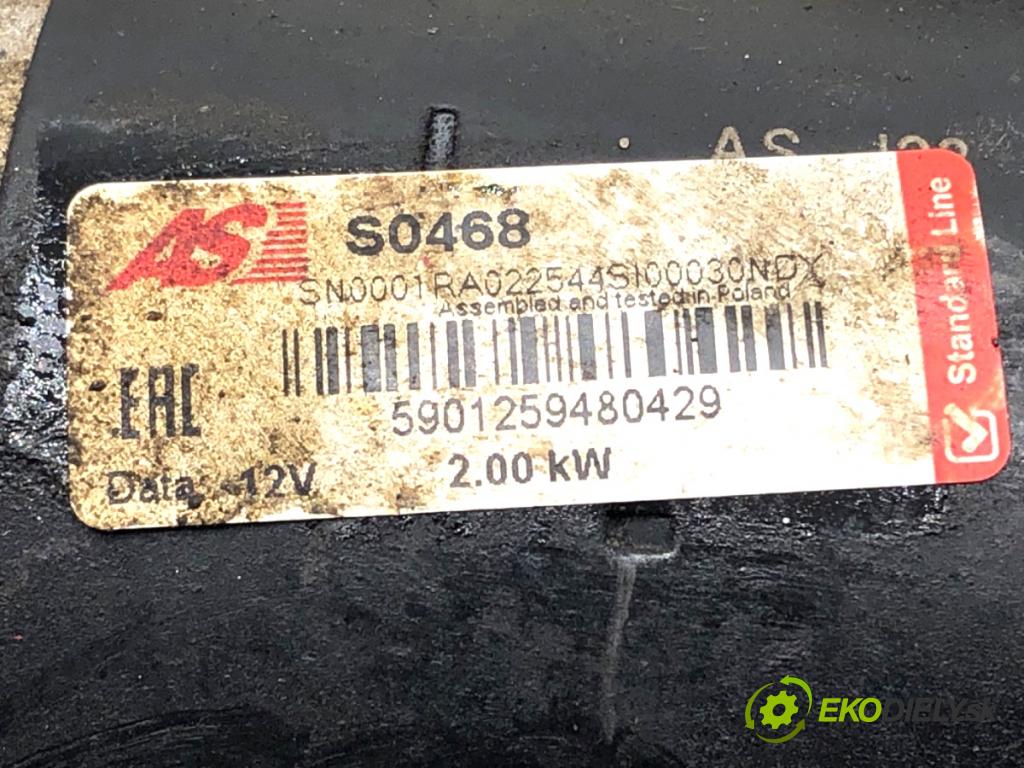 AS
AS
S0468
SN0001RA022544SI00030NDX
Assembled and tested in Poland
EAC
5901259480429
Data: 12V 2.00 kW
Standard Line
EKODIELY.sk